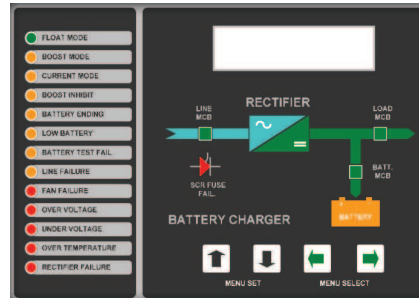 FLOAT MODE
BOOST MODE
CURRENT MODE
BOOST INHIBIT
BATTERY ENDING
LOW BATTERY
BATTERY TEST FAIL
LINE FAILURE
FAN FAILURE
OVER VOLTAGE
UNDER VOLTAGE
OVER TEMPERATURE
RECTIFIER FAILURE
RECTIFIER
LINE
MCB
LOAD
MCB
SCR FUSE
FAIL.
BATT.
MCB
BATTERY
BATTERY CHARGER
MENU SET
MENU SELECT